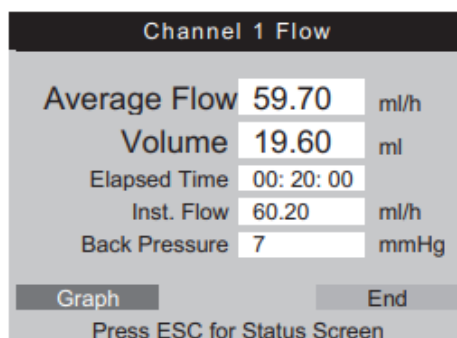 Channel 1 Flow
Average Flow 59.70 ml/h
Volume 19.60 ml
Elapsed Time 00: 20: 00
Inst. Flow 60.20 ml/h
Back Pressure 7 mmHg
Graph End
Press ESC for Status Screen